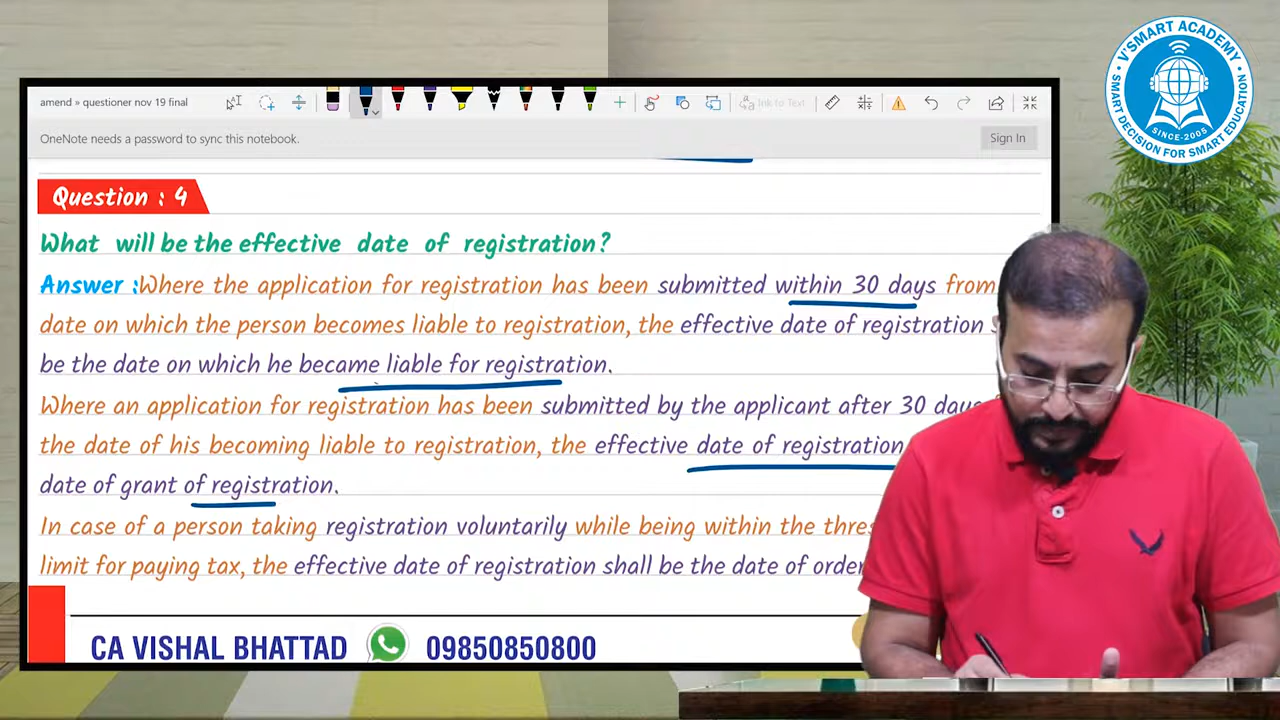 V'SMART ACADEMY
SMART DECISION FOR SMART EDUCATION
SINCE-2005
amend » questioner nov 19 final
Ink to Text
OneNote needs a password to sync this notebook.
Sign In
Question : 4
What will be the effective date of registration?
Answer : Where the application for registration has been submitted within 30 days from
date on which the person becomes liable to registration, the effective date of registration
be the date on which he became liable for registration.
Where an application for registration has been submitted by the applicant after 30 days
the date of his becoming liable to registration, the effective date of registration
date of grant of registration.
In case of a person taking registration voluntarily while being within the
limit for paying tax, the effective date of registration shall be the date of order
CA VISHAL BHATTAD 09850850800